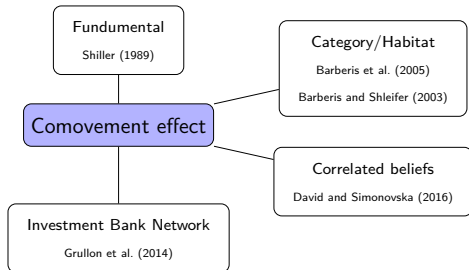 Fundumental
Shiller (1989)
Category/Habitat
Barberis et al. (2005)
Barberis and Shleifer (2003)
Comovement effect
Correlated beliefs
David and Simonovska (2016)
Investment Bank Network
Grullon et al. (2014)